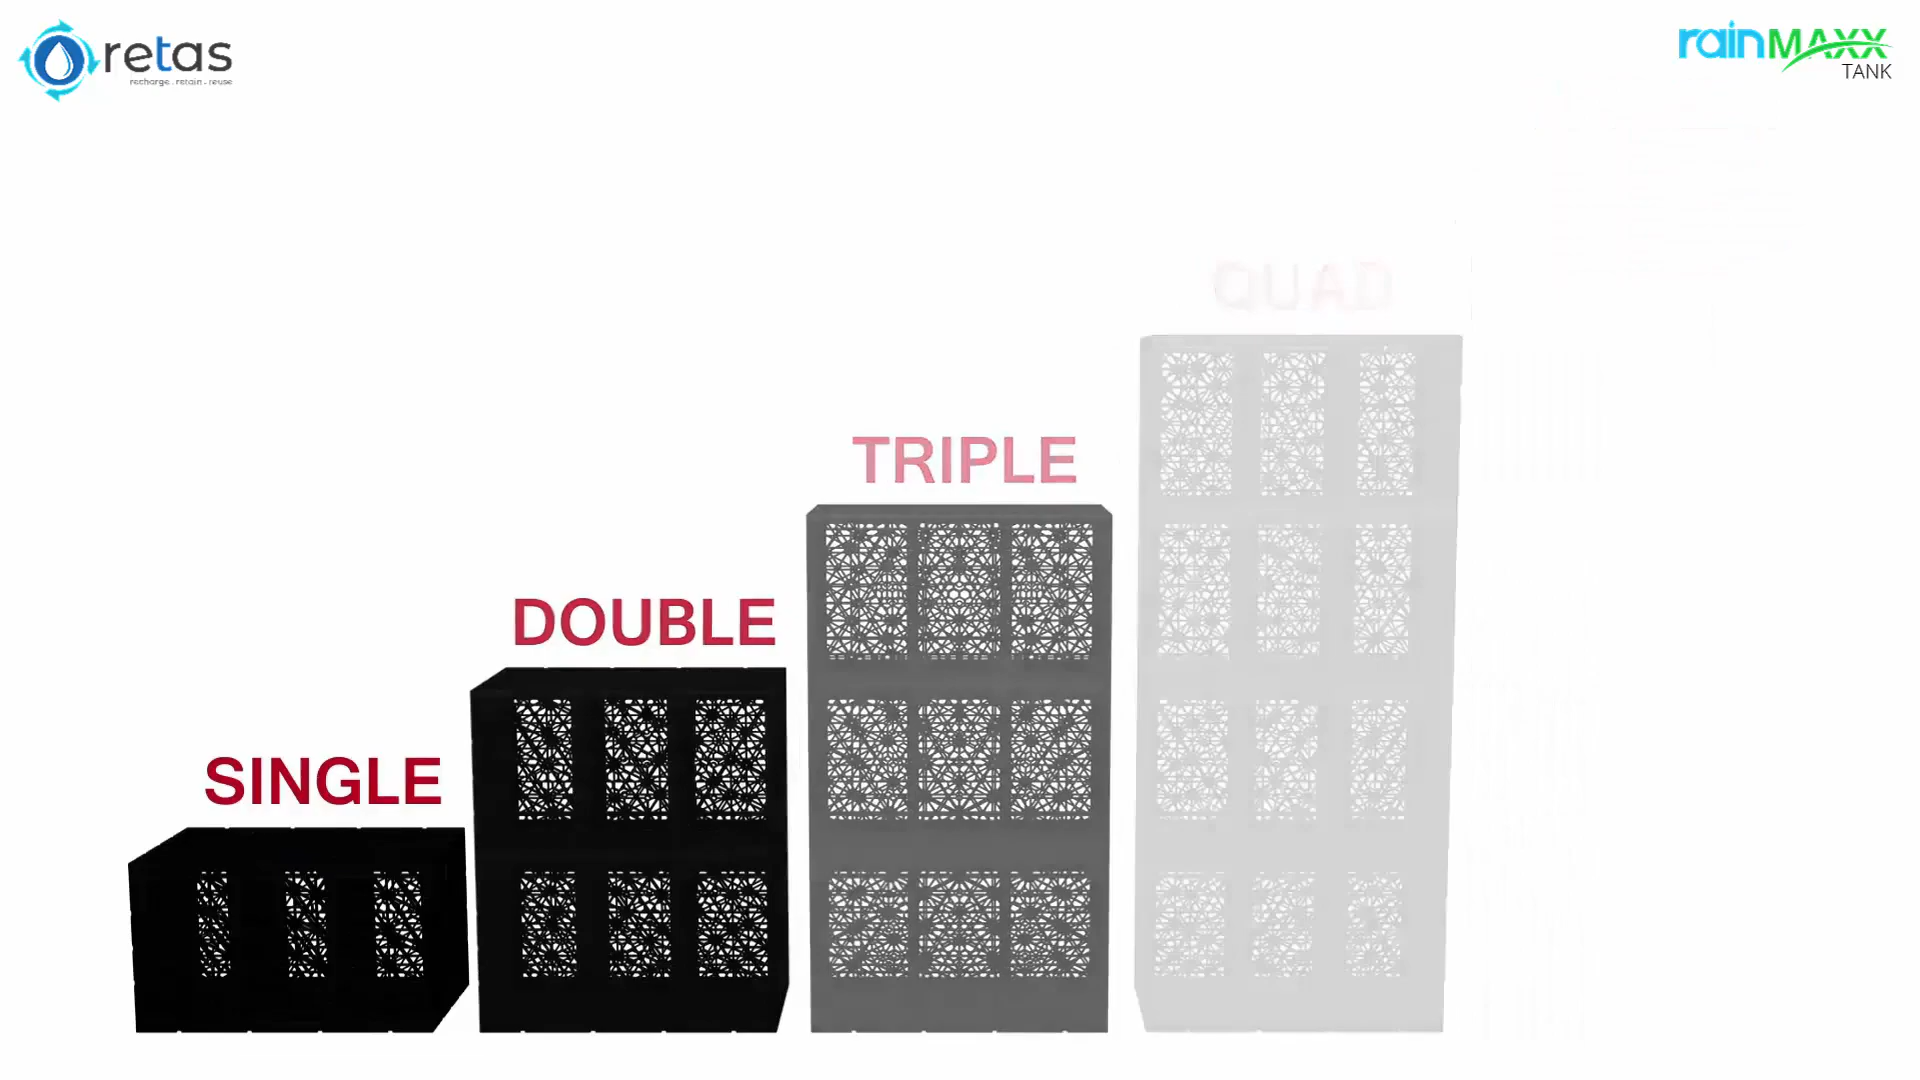 retas
recharge . retain . reuse
rainMAXX
TANK
QUAD
TRIPLE
DOUBLE
SINGLE